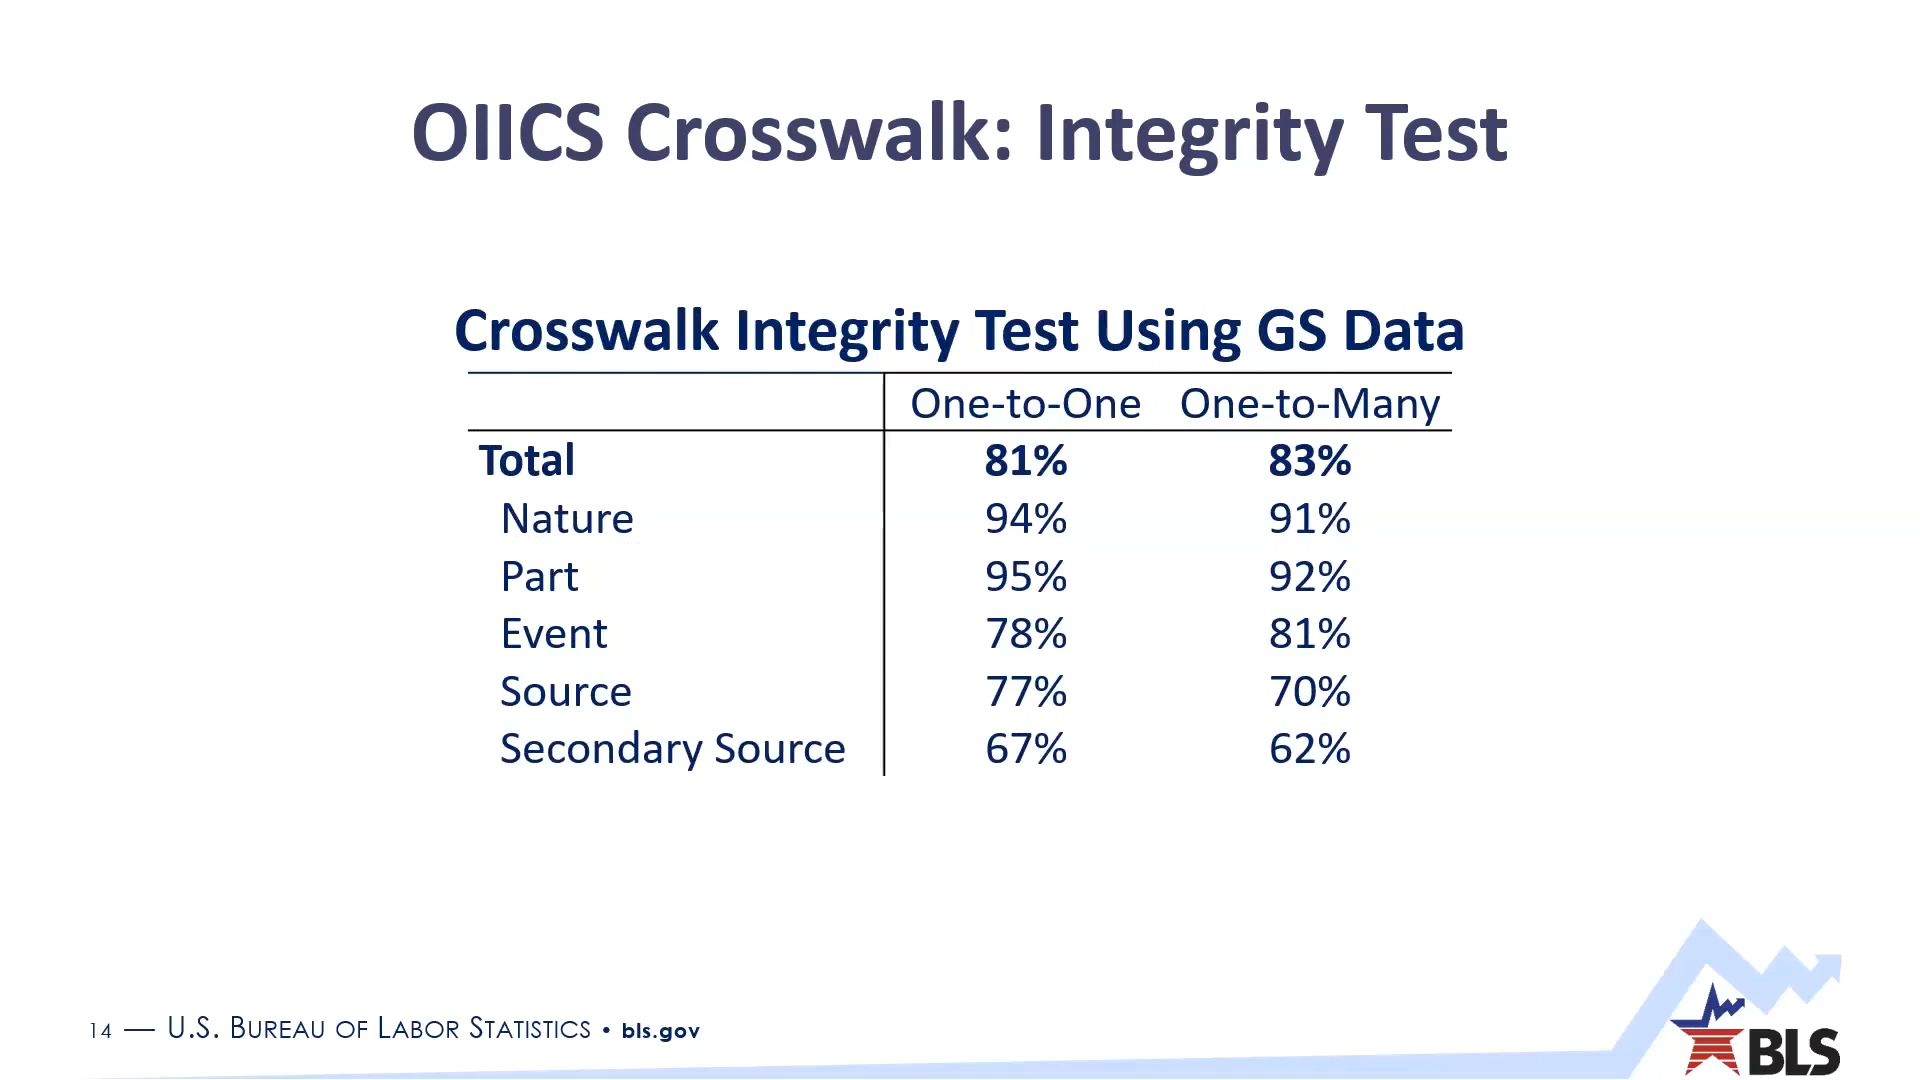 OIICS Crosswalk: Integrity Test
Crosswalk Integrity Test Using GS Data
One-to-One One-to-Many
Total 81% 83%
Nature 94% 91%
Part 95% 92%
Event 78% 81%
Source 77% 70%
Secondary Source 67% 62%
14 — U.S. BUREAU OF LABOR STATISTICS • bls.gov
BLS